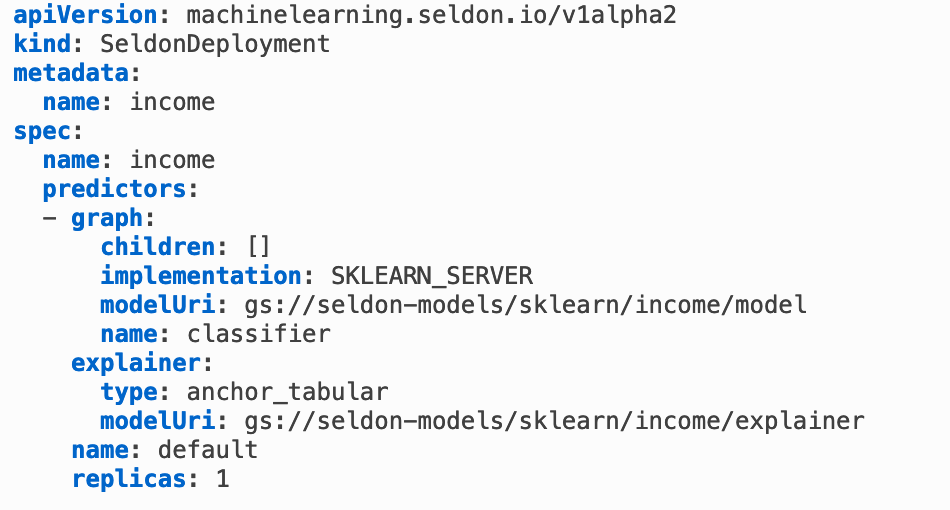 apiVersion: machinelearning.seldon.io/v1alpha2
kind: SeldonDeployment
metadata:
  name: income
spec:
  name: income
  predictors:
  - graph:
      children: []
      implementation: SKLEARN_SERVER
      modelUri: gs://seldon-models/sklearn/income/model
      name: classifier
    explainer:
      type: anchor_tabular
      modelUri: gs://seldon-models/sklearn/income/explainer
    name: default
    replicas: 1